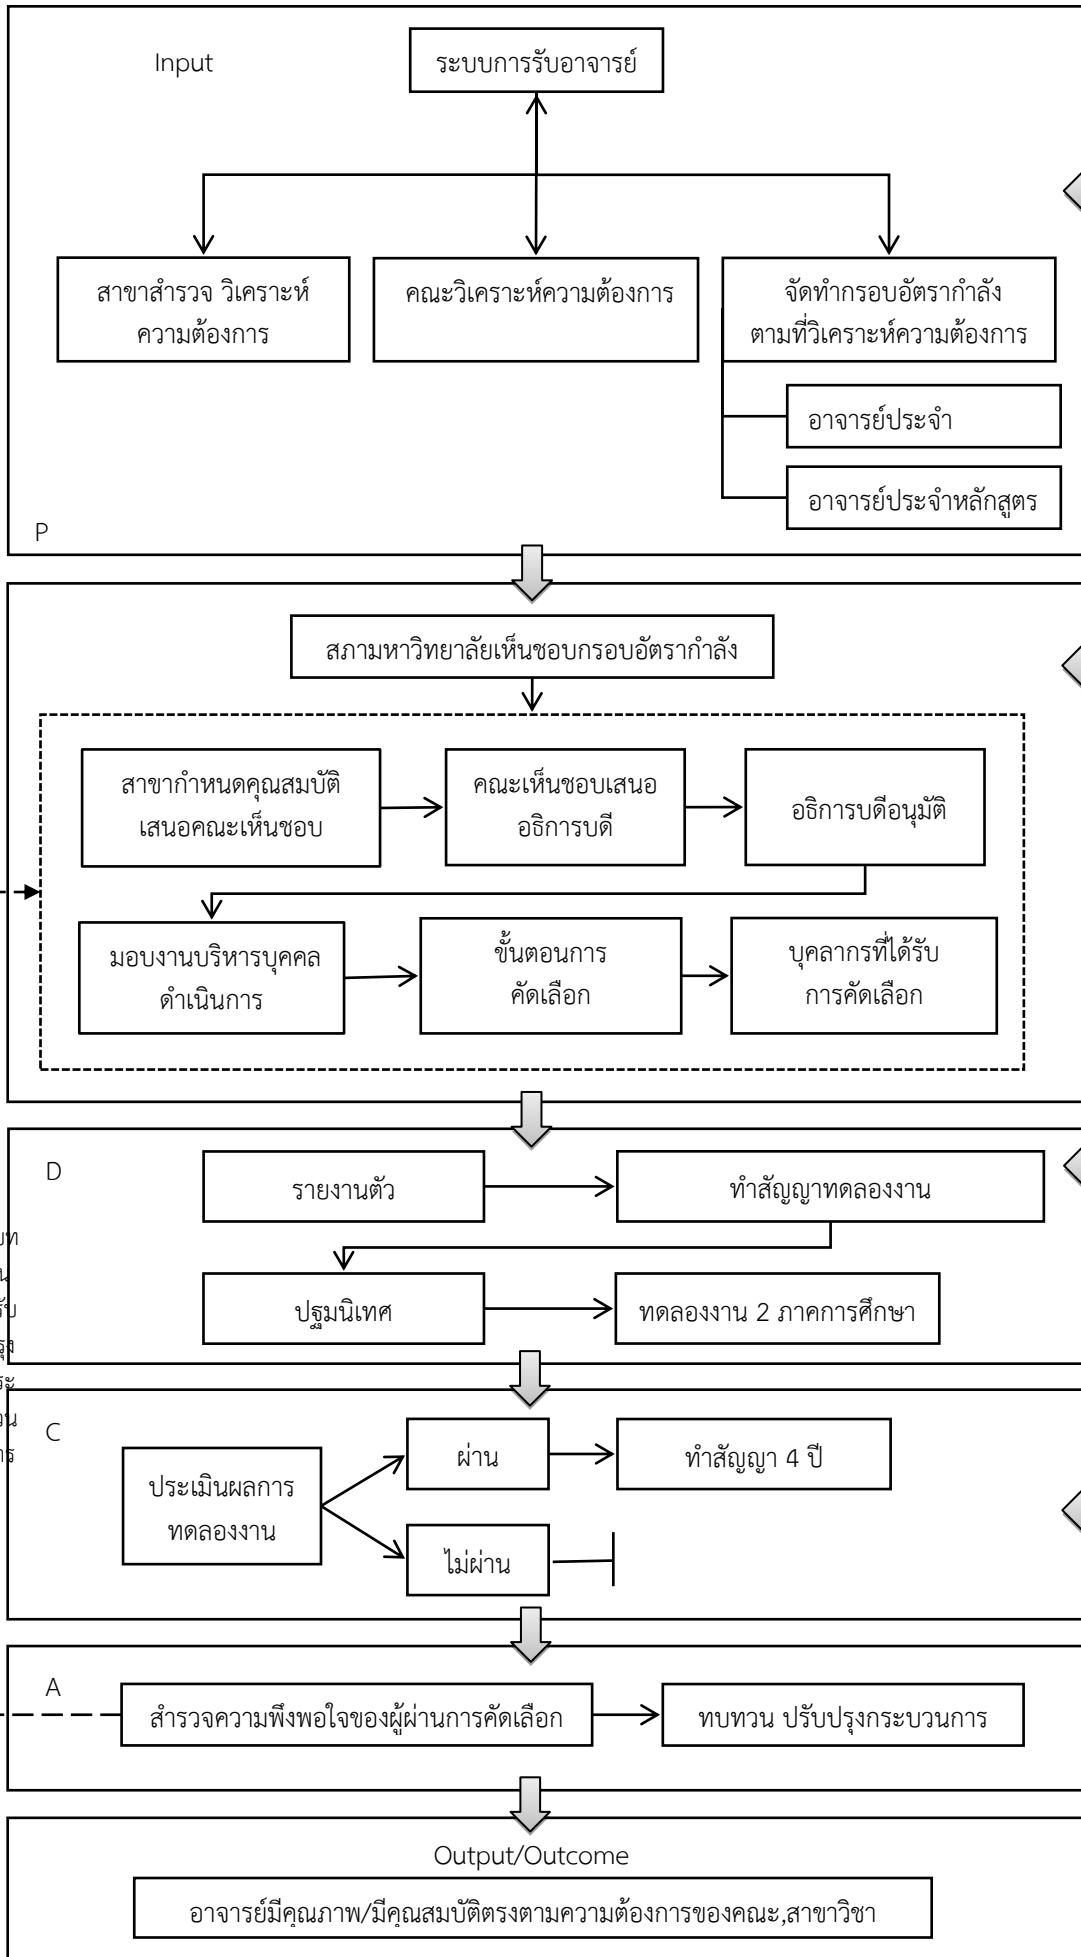 Input
ระบบการรับอาจารย์
สาขาสำรวจ วิเคราะห์
ความต้องการ
คณะวิเคราะห์ความต้องการ
จัดทำกรอบอัตรากำลัง
ตามที่วิเคราะห์ความต้องการ
อาจารย์ประจำ
อาจารย์ประจำหลักสูตร
P
สภามหาวิทยาลัยเห็นชอบกรอบอัตรากำลัง
สาขากำหนดคุณสมบัติ
เสนอคณะเห็นชอบ
คณะเห็นชอบเสนอ
อธิการบดี
อธิการบดีอนุมัติ
มอบงานบริหารบุคคล
ดำเนินการ
ขั้นตอนการ
คัดเลือก
บุคลากรที่ได้รับ
การคัดเลือก
D
รายงานตัว
ทำสัญญาทดลองงาน
ปฐมนิเทศ
ทดลองงาน 2 ภาคการศึกษา
C
ประเมินผลการ
ทดลองงาน
ผ่าน
ทำสัญญา 4 ปี
ไม่ผ่าน
A
สำรวจความพึงพอใจของผู้ผ่านการคัดเลือก
ทบทวน ปรับปรุงกระบวนการ
Output/Outcome
อาจารย์มีคุณภาพ/มีคุณสมบัติตรงตามความต้องการของคณะ,สาขาวิชา